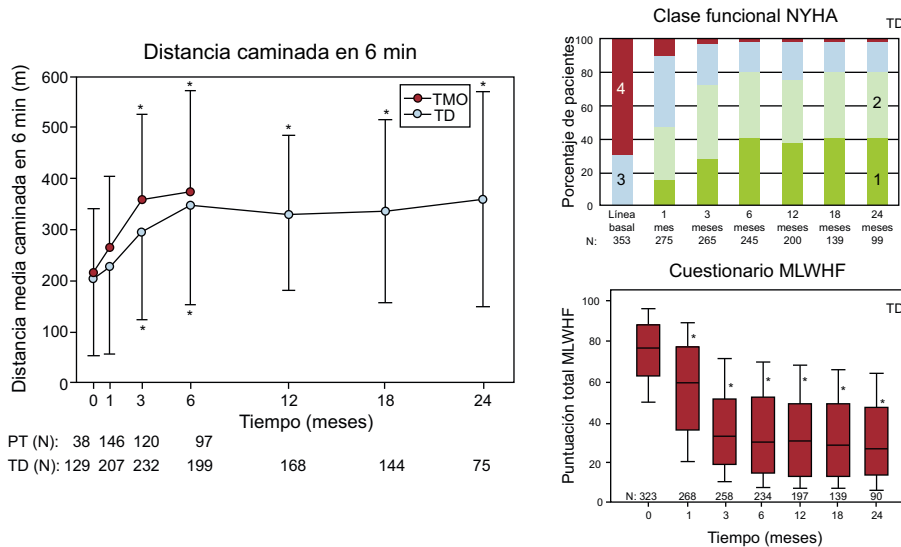 Distancia caminada en 6 min
Distancia media caminada en 6 min (m)
600
500
400
300
200
100
0
TMO
TD
* * * * *
* *
0 1 3 6 12 18 24
Tiempo (meses)
PT (N): 38 146 120 97
TD (N): 129 207 232 199 168 144 75
Clase funcional NYHA
TD
Porcentaje de pacientes
100
80
60
40
20
0
4
3
2
1
Línea basal
1 mes
3 meses
6 meses
12 meses
18 meses
24 meses
N: 353 275 265 245 200 139 99
Cuestionario MLWHF
TD
Puntuación total MLWHF
100
80
60
40
20
0
* * * * * *
N: 323 268 258 234 197 139 90
0 1 3 6 12 18 24
Tiempo (meses)